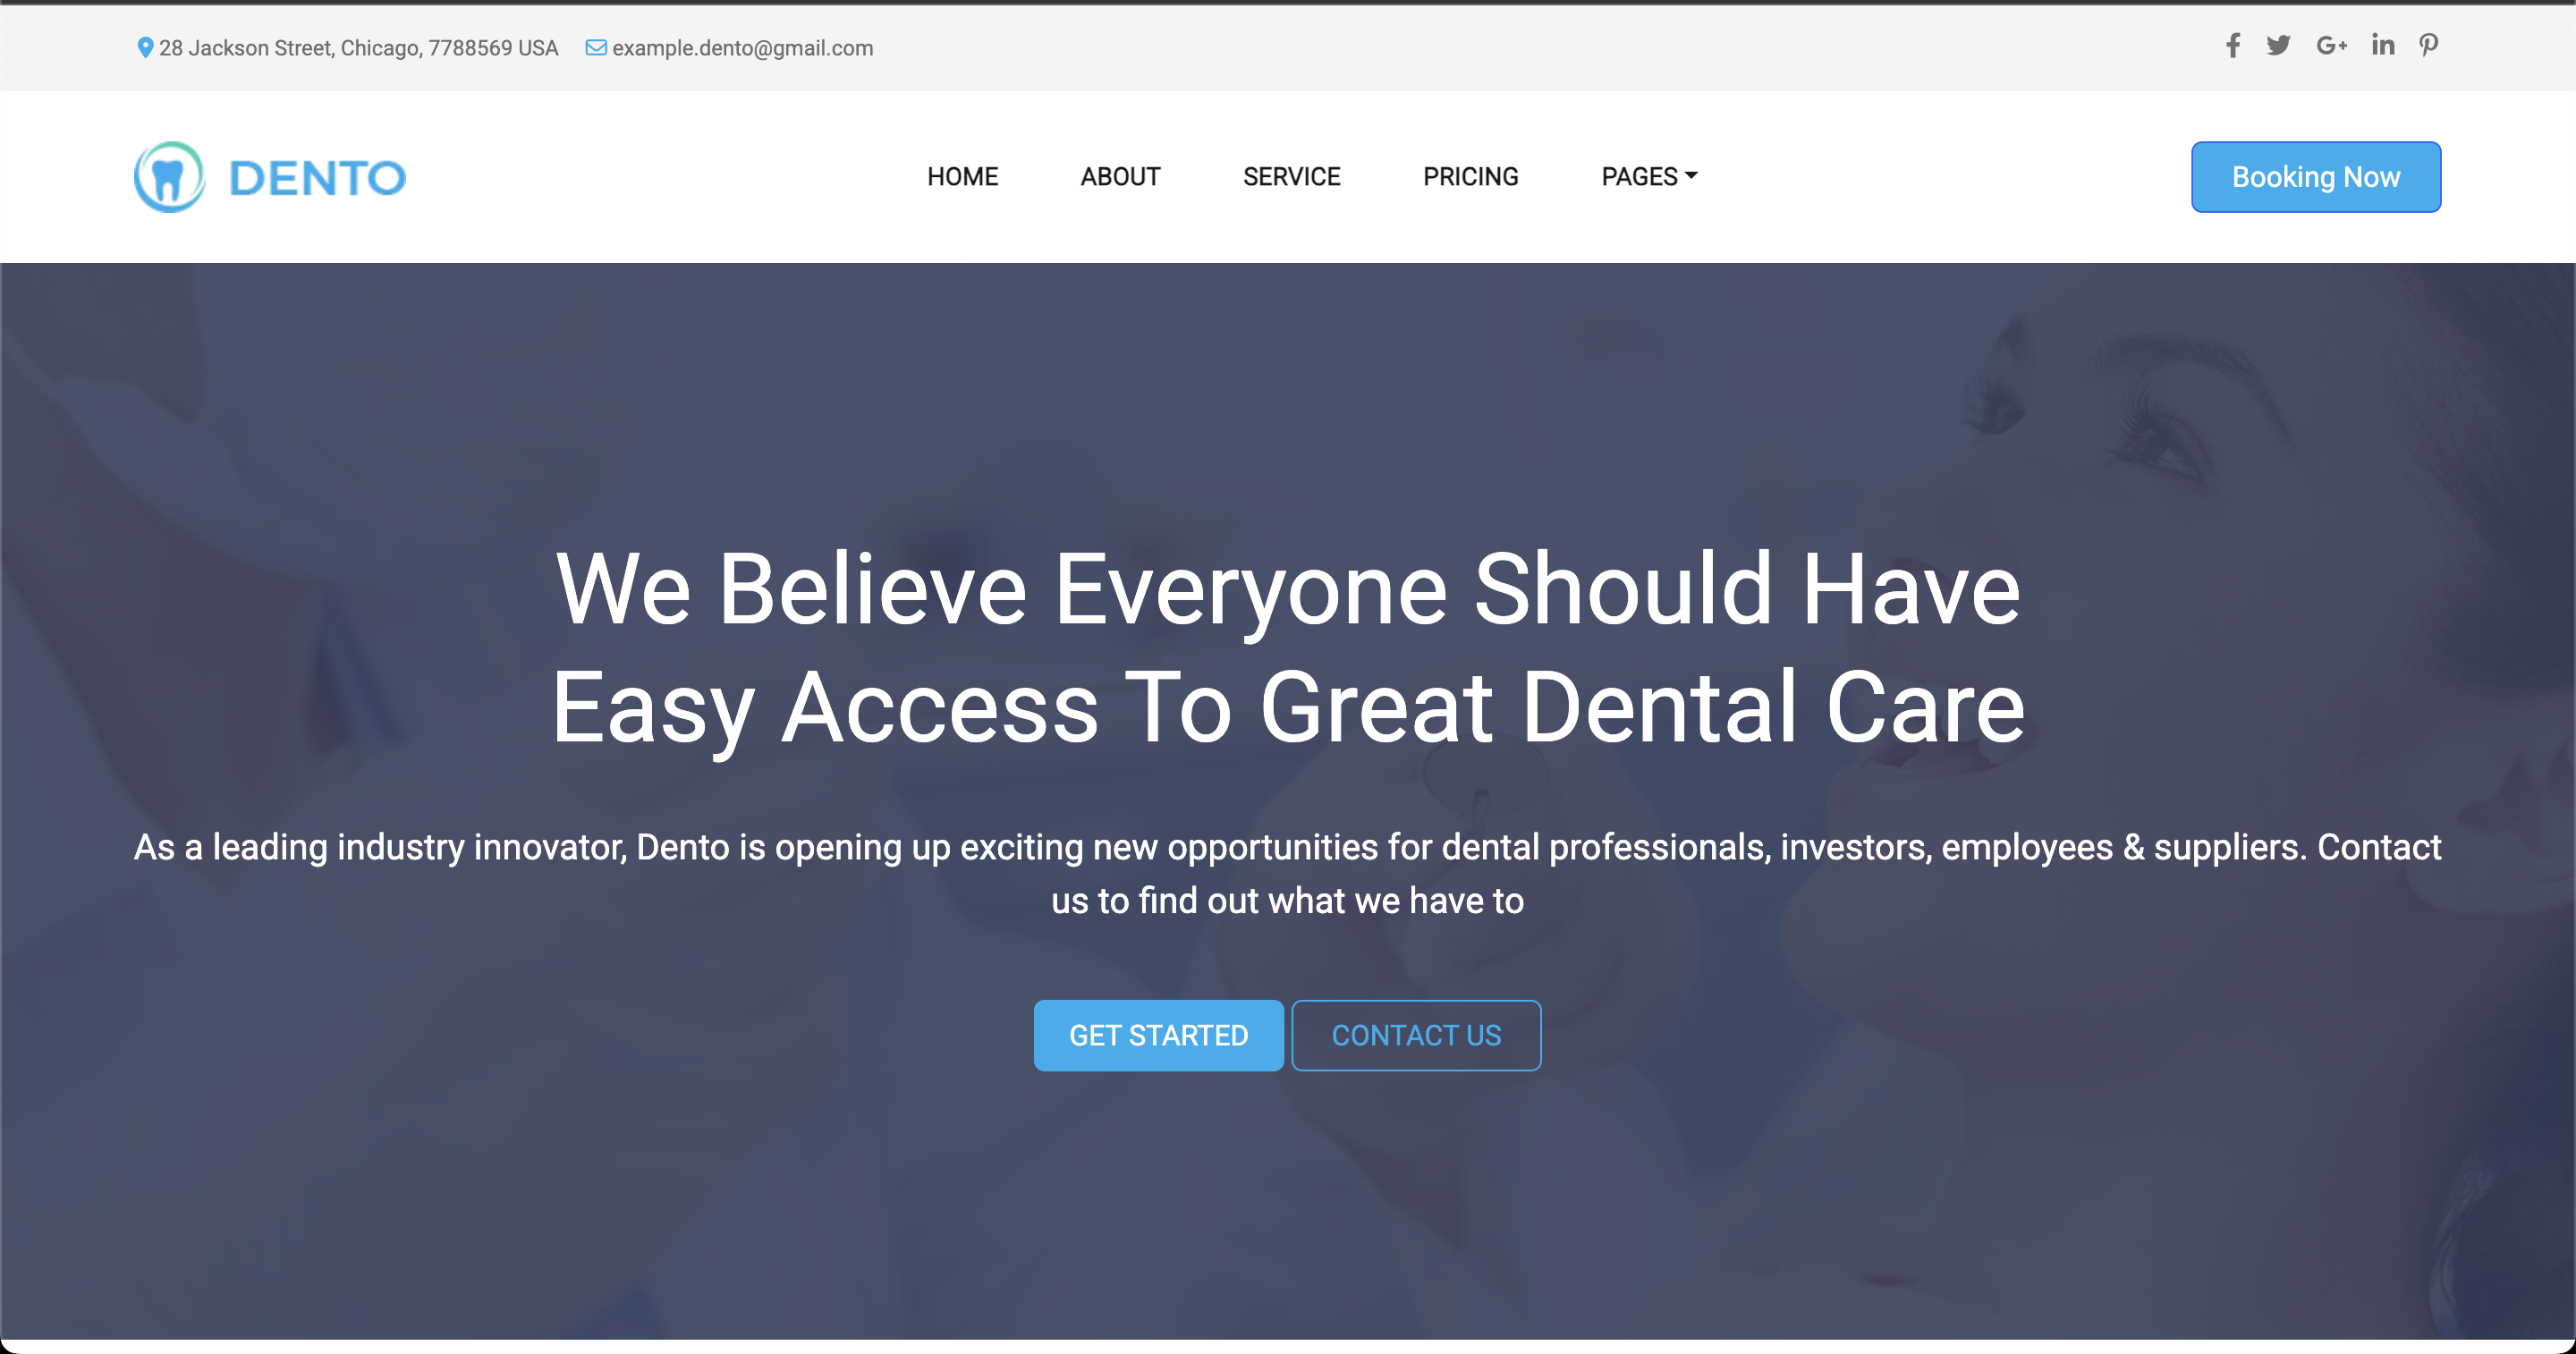 28 Jackson Street, Chicago, 7788569 USA example.dento@gmail.com
DENTO
HOME ABOUT SERVICE PRICING PAGES
Booking Now
We Believe Everyone Should Have
Easy Access To Great Dental Care
As a leading industry innovator, Dento is opening up exciting new opportunities for dental professionals, investors, employees & suppliers. Contact
us to find out what we have to
GET STARTED CONTACT US